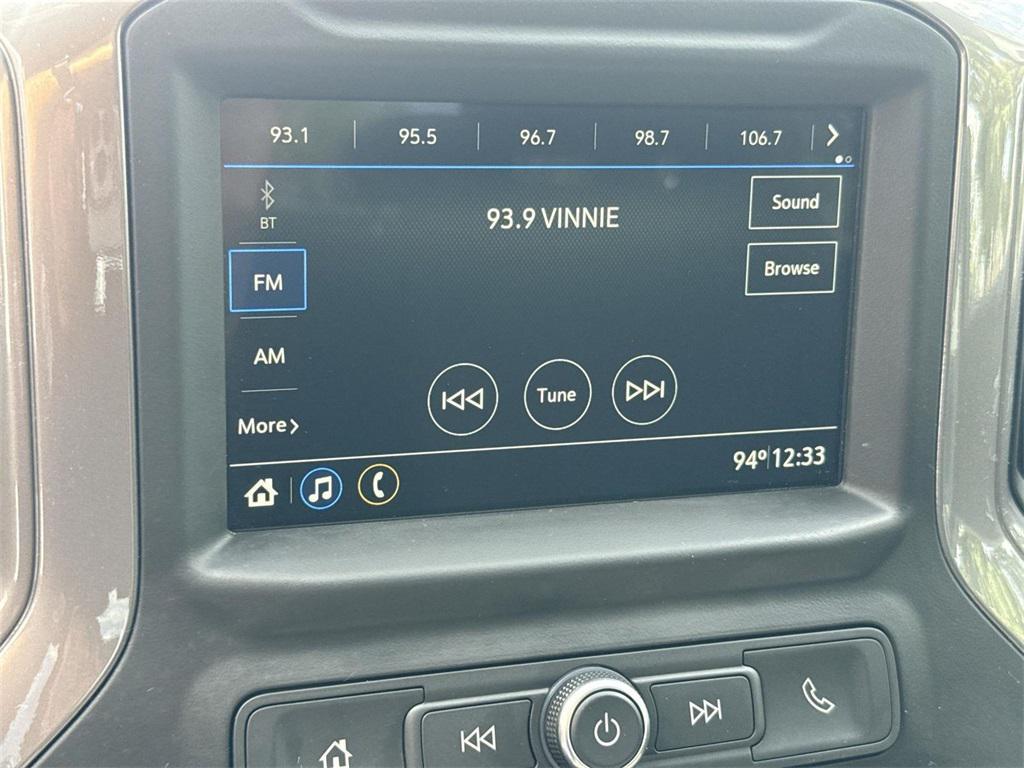 93.1 95.5 96.7 98.7 106.7
BT
93.9 VINNIE
Sound
FM
Browse
AM
Tune
More
94° 12:33